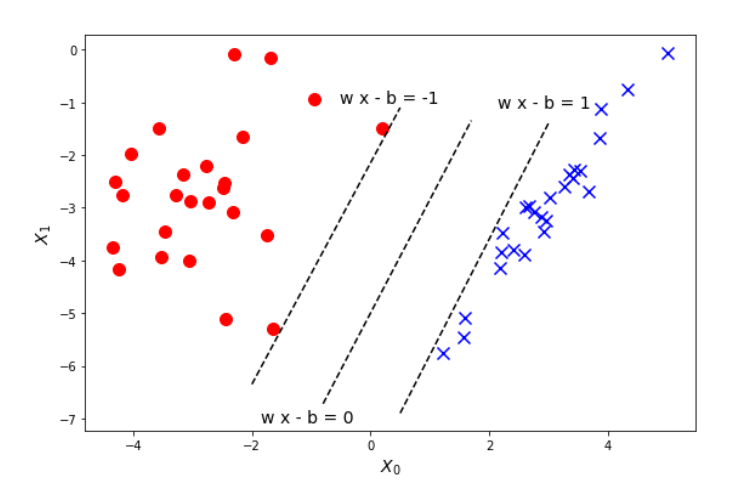 0
−1
w x - b = -1
w x - b = 1
−2
−3
X1
−4
−5
−6
−7
w x - b = 0
−4
−2
0
2
4
X0